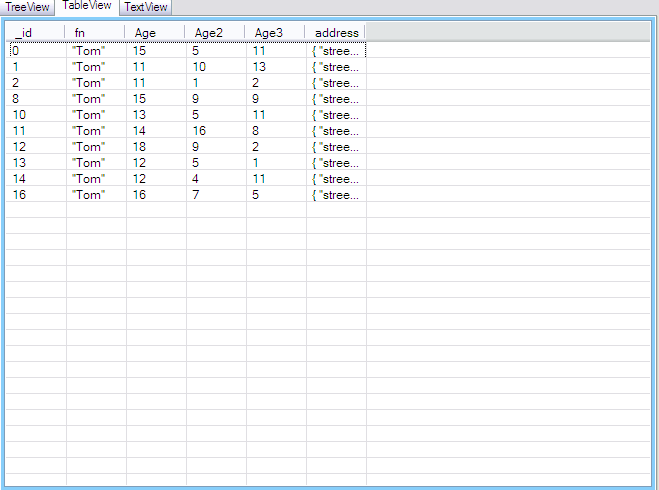 TreeView TableView TextView
_id fn Age Age2 Age3 address
0 "Tom" 15 5 11 { "stree...
1 "Tom" 11 10 13 { "stree...
2 "Tom" 11 1 2 { "stree...
8 "Tom" 15 9 9 { "stree...
10 "Tom" 13 5 11 { "stree...
11 "Tom" 14 16 8 { "stree...
12 "Tom" 18 9 2 { "stree...
13 "Tom" 12 5 1 { "stree...
14 "Tom" 12 4 11 { "stree...
16 "Tom" 16 7 5 { "stree...